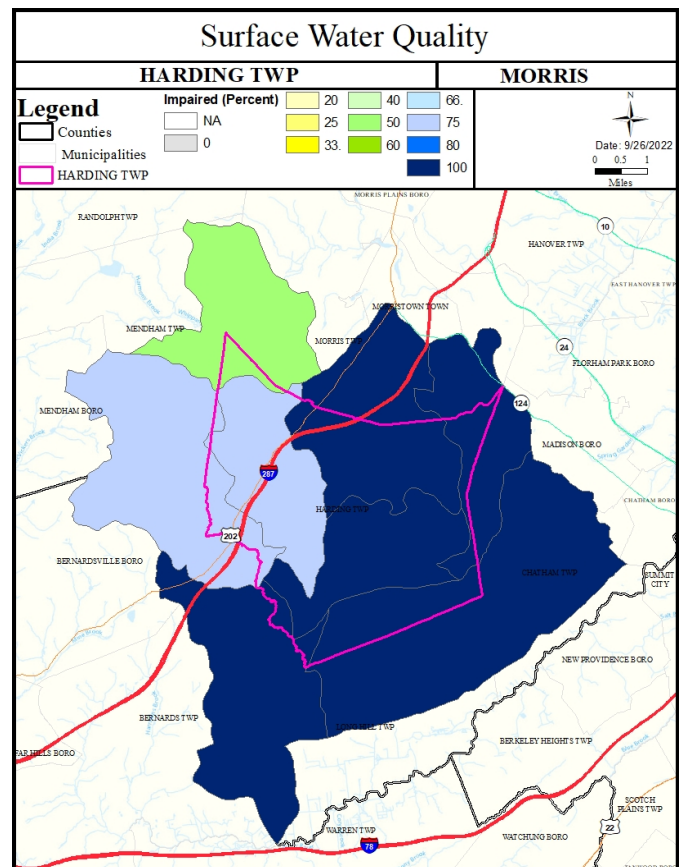 Surface Water Quality
HARDING TWP
MORRIS
Legend
Counties
Municipalities
HARDING TWP
Impaired (Percent)
NA
0
20
25
33.
40
50
60
66.
75
80
100
N
Date: 9/26/2022
0 0.5 1
Miles
MORRIS PLAINS BORO
RANDOLPH TWP
10
HANOVER TWP
EAST HANOVER TWP
MORRISTOWN TOWN
MENDHAM TWP
MORRIS TWP
24
FLORHAM PARK BORO
MENDHAM BORO
124
MADISON BORO
287
CHATHAM BORO
HARDING TWP
202
BERNARDSVILLE BORO
CHATHAM TWP
SUMMIT
CITY
NEW PROVIDENCE BORO
BERNARDS TWP
LONG HILL TWP
FAR HILLS BORO
BERKELEY HEIGHTS TWP
SCOTCH
PLAINS TWP
WARREN TWP
22
WATCHUNG BORO
78